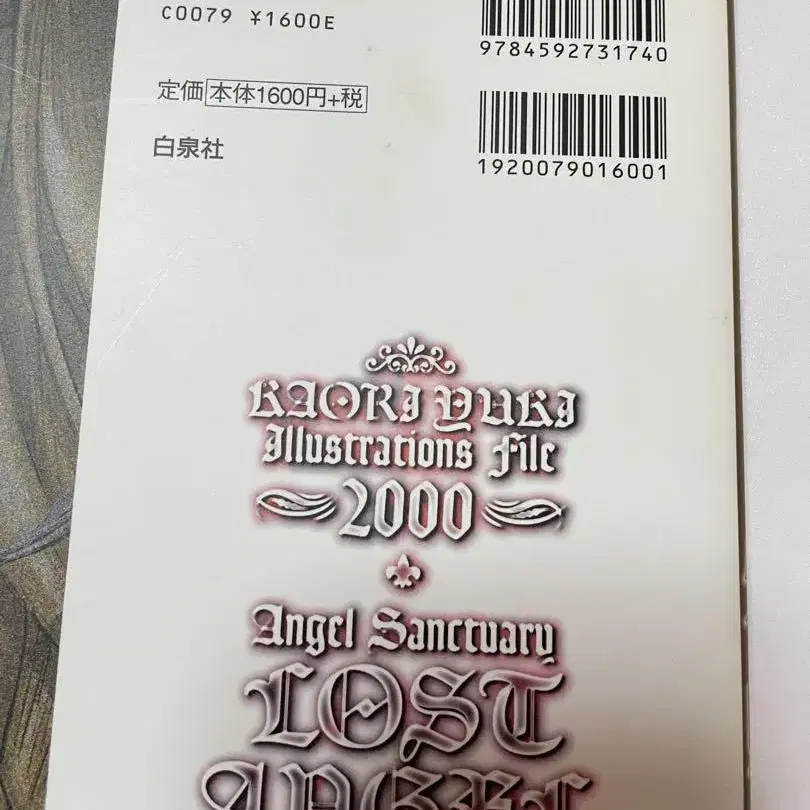 C0079 ¥1600E
9784592731740
定価 本体1600円+税
1920079016001
白泉社
KAORI YUKI
Illustrations File
2000
Angel Sanctuary
LOST
ANGEL